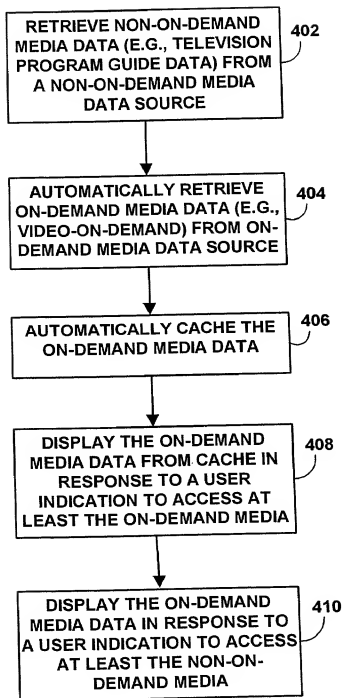 RETRIEVE NON-ON-DEMAND
MEDIA DATA (E.G., TELEVISION
PROGRAM GUIDE DATA) FROM
A NON-ON-DEMAND MEDIA
DATA SOURCE
402
AUTOMATICALLY RETRIEVE
ON-DEMAND MEDIA DATA (E.G.,
VIDEO-ON-DEMAND) FROM ON-
DEMAND MEDIA DATA SOURCE
404
AUTOMATICALLY CACHE THE
ON-DEMAND MEDIA DATA
406
DISPLAY THE ON-DEMAND
MEDIA DATA FROM CACHE IN
RESPONSE TO A USER
INDICATION TO ACCESS AT
LEAST THE ON-DEMAND MEDIA
408
DISPLAY THE ON-DEMAND
MEDIA DATA IN RESPONSE TO
A USER INDICATION TO ACCESS
AT LEAST THE NON-ON-
DEMAND MEDIA
410